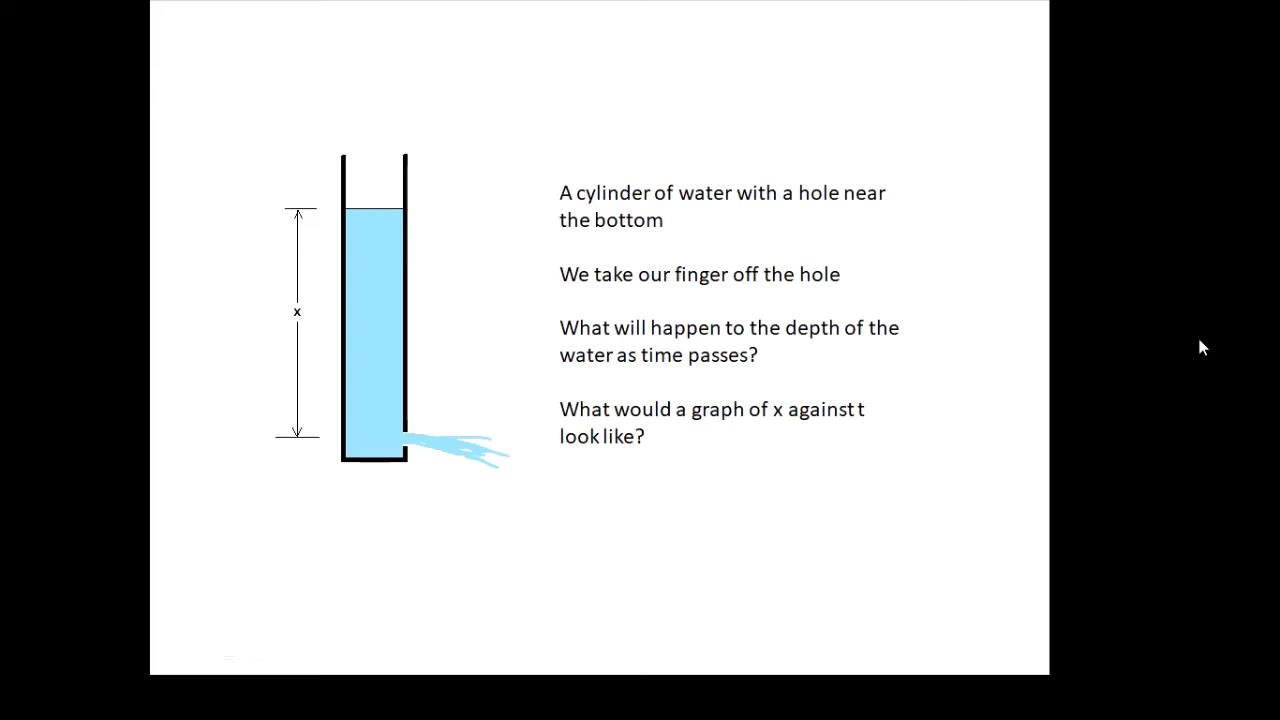 A cylinder of water with a hole near
the bottom
We take our finger off the hole
x
What will happen to the depth of the
water as time passes?
What would a graph of x against t
look like?